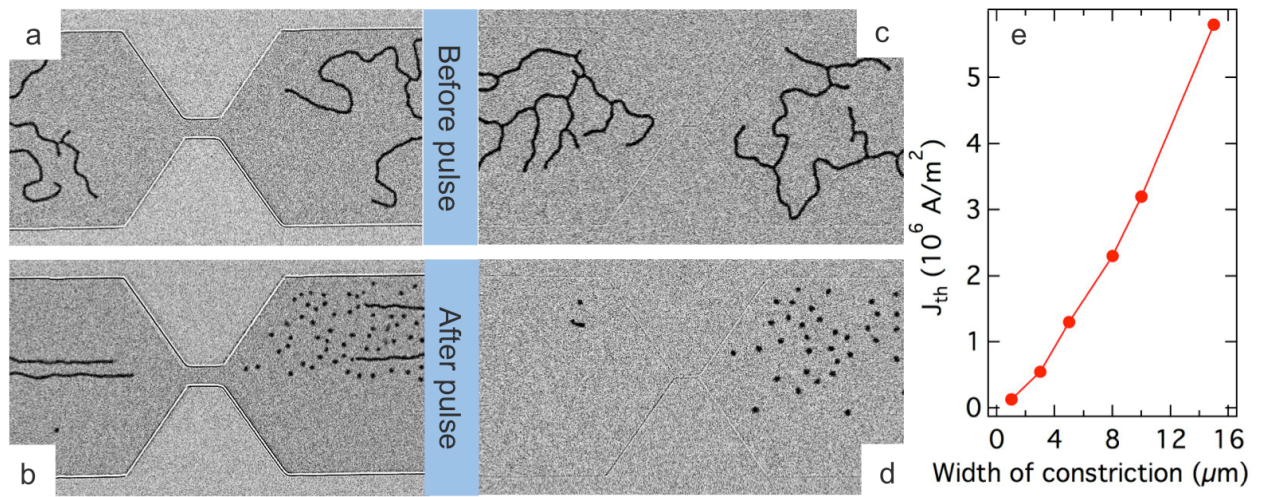 a
Before pulse
c
b
After pulse
d
e
J_th (10^6 A/m^2)
5
4
3
2
1
0
0 4 8 12 16
Width of constriction (μm)